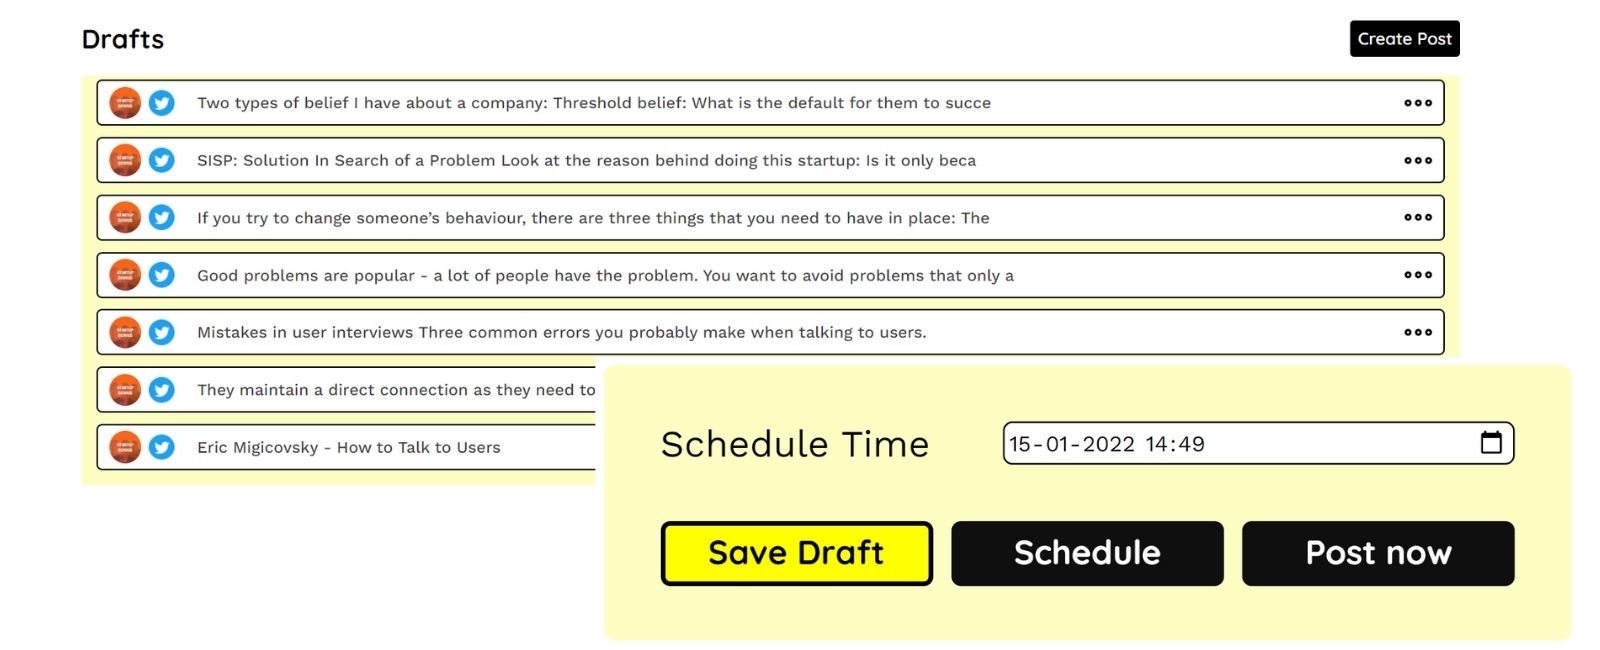 Drafts
Create Post
Two types of belief I have about a company: Threshold belief: What is the default for them to succe
SISP: Solution In Search of a Problem Look at the reason behind doing this startup: Is it only beca
If you try to change someone’s behaviour, there are three things that you need to have in place: The
Good problems are popular - a lot of people have the problem. You want to avoid problems that only a
Mistakes in user interviews Three common errors you probably make when talking to users.
They maintain a direct connection as they need to
Eric Migicovsky - How to Talk to Users
Schedule Time
15-01-2022 14:49
Save Draft
Schedule
Post now